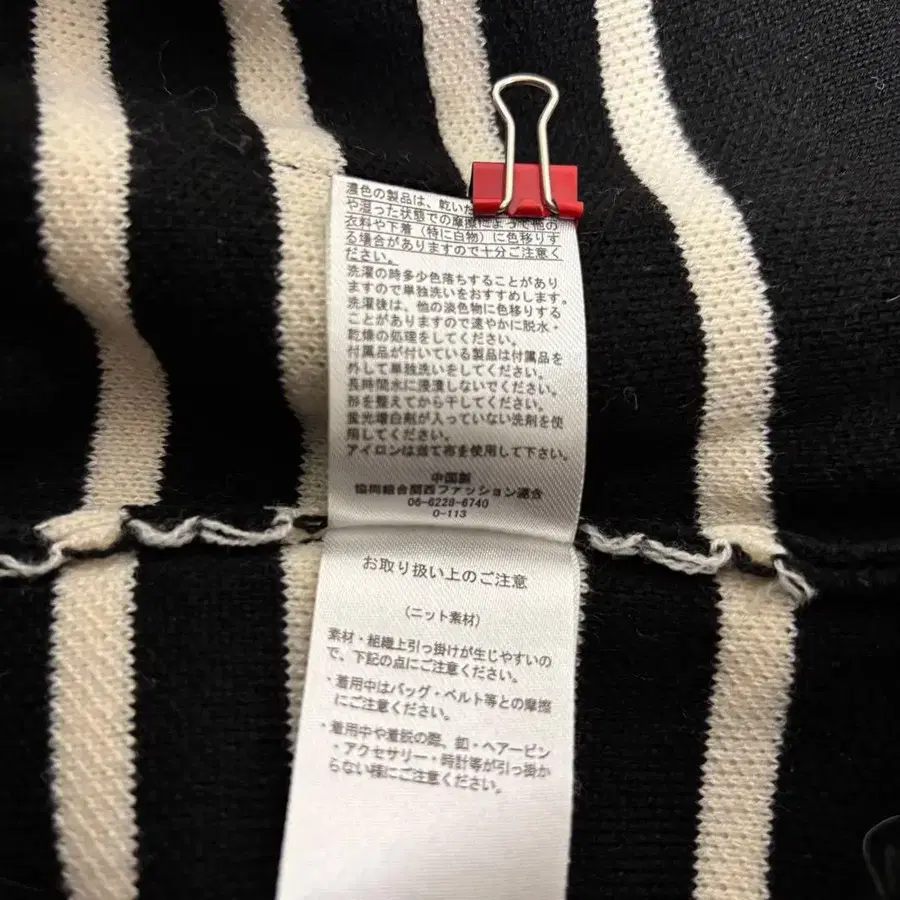 濃色の製品は、乾いた
や湿った状態での摩擦によって他の
衣料や下着（特に白物）に色移りす
る場合がありますので十分ご注意く
ださい。
洗濯の時多少色落ちすることがあり
ますので単独洗いをおすすめします。
洗濯後は、他の淡色物に色移りする
ことがありますので速やかに脱水・
乾燥の処理をしてください。
付属品が付いている製品は付属品を
外して単独洗いをしてください。
長時間水に浸漬しないでください。
形を整えてから干してください。
蛍光増白剤が入っていない洗剤を使
用してください。
アイロンは当て布を使用して下さい。
中国製
協同組合関西ファッション連合
06-6228-6740
O-113
お取り扱い上のご注意
（ニット素材）
素材・組織上引っ掛けが生じやすいの
で、下記の点にご注意ください。
・着用中はバッグ・ベルト等との摩擦
にご注意ください。
・着用中や着脱の際、釦・ヘアーピン
・アクセサリー・時計等が引っ掛か
らない様にご注意ください。